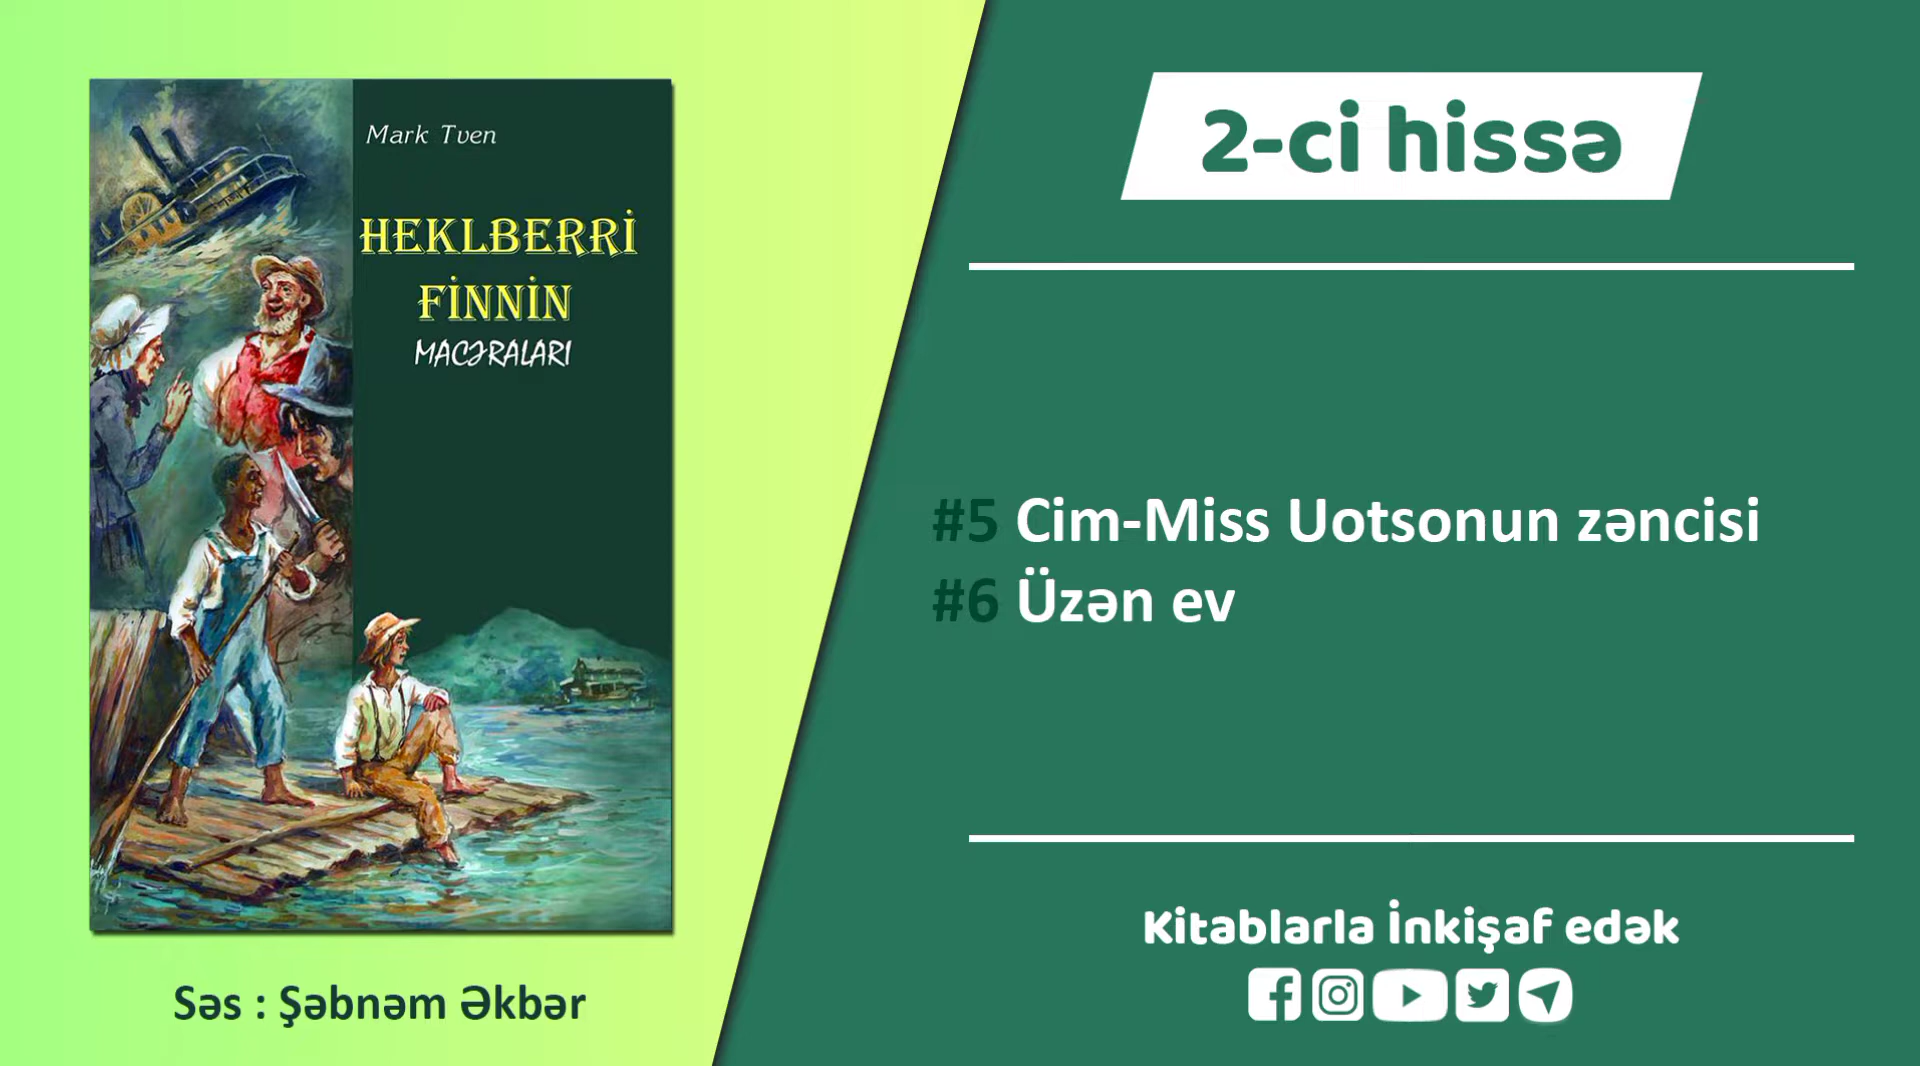 Mark Tven
HEKLBERRİ
FİNNİN
MACƏRALARI
Səs : Şəbnəm Əkbər
2-ci hissə
#5 Cim-Miss Uotsonun zəncisi
#6 Üzən ev
Kitablarla İnkişaf edək